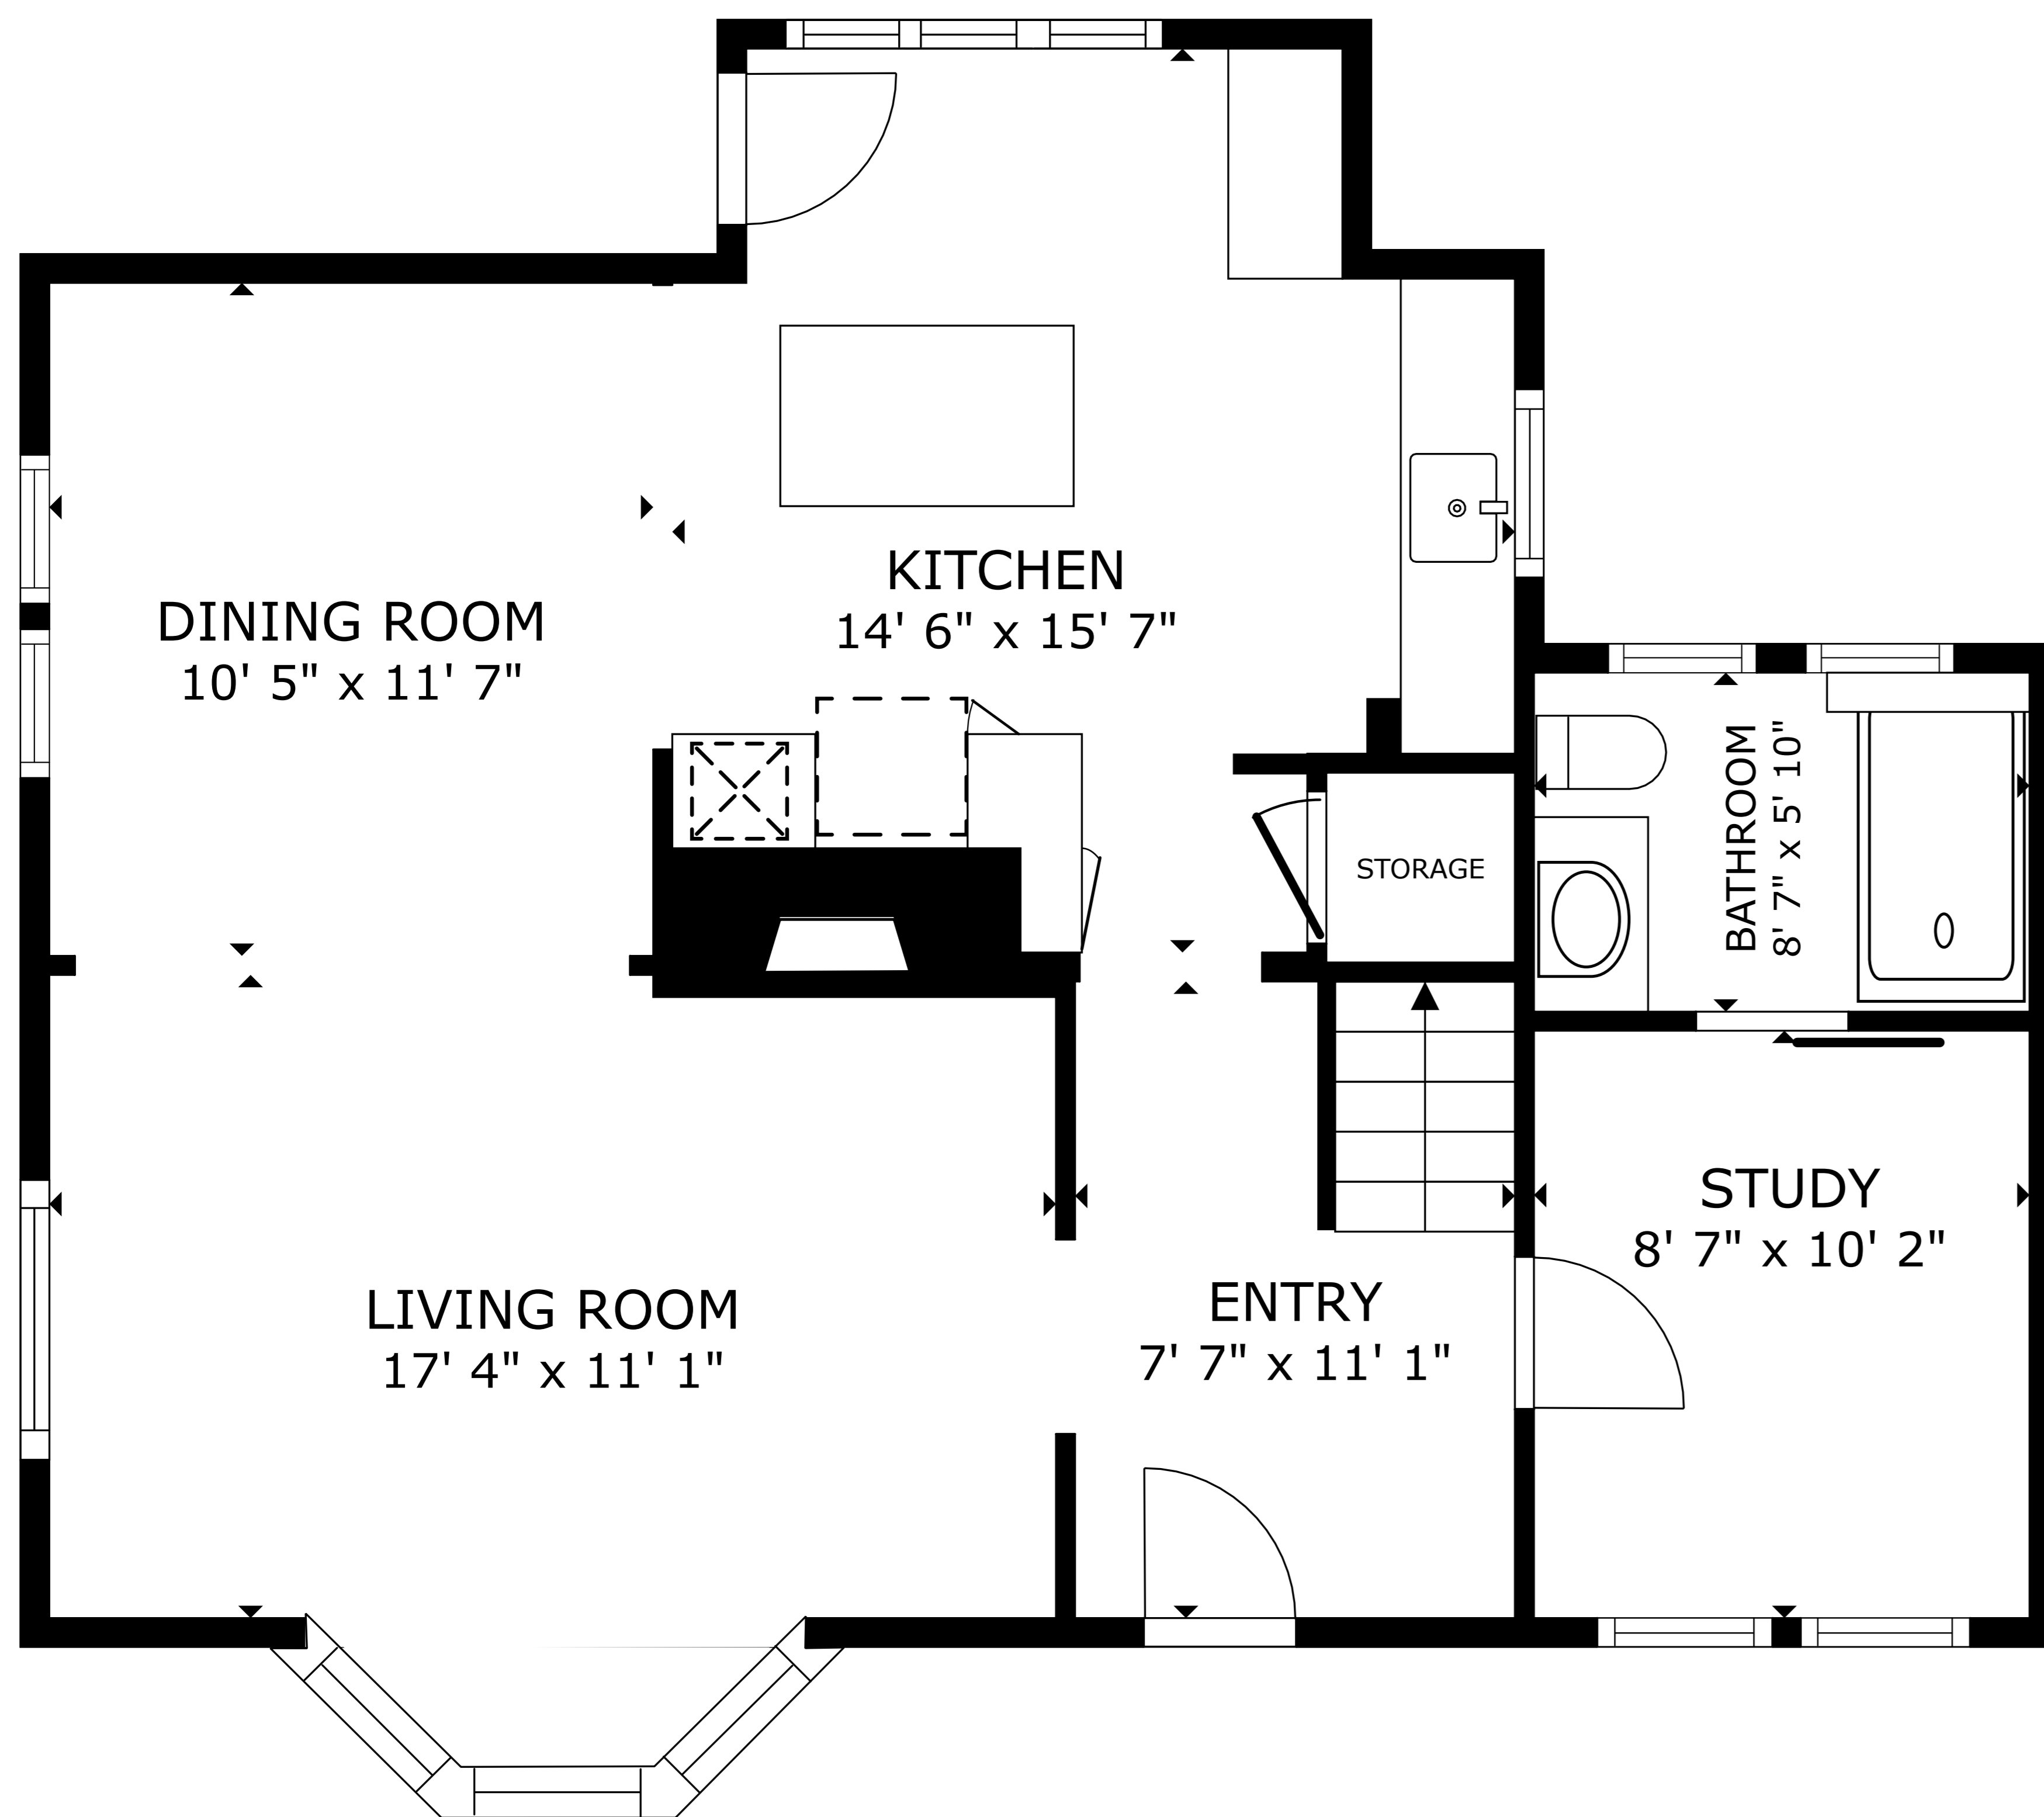 KITCHEN
14' 6" x 15' 7"
DINING ROOM
10' 5" x 11' 7"
BATHROOM
8' 7" x 5' 10"
STORAGE
STUDY
8' 7" x 10' 2"
LIVING ROOM
17' 4" x 11' 1"
ENTRY
7' 7" x 11' 1"